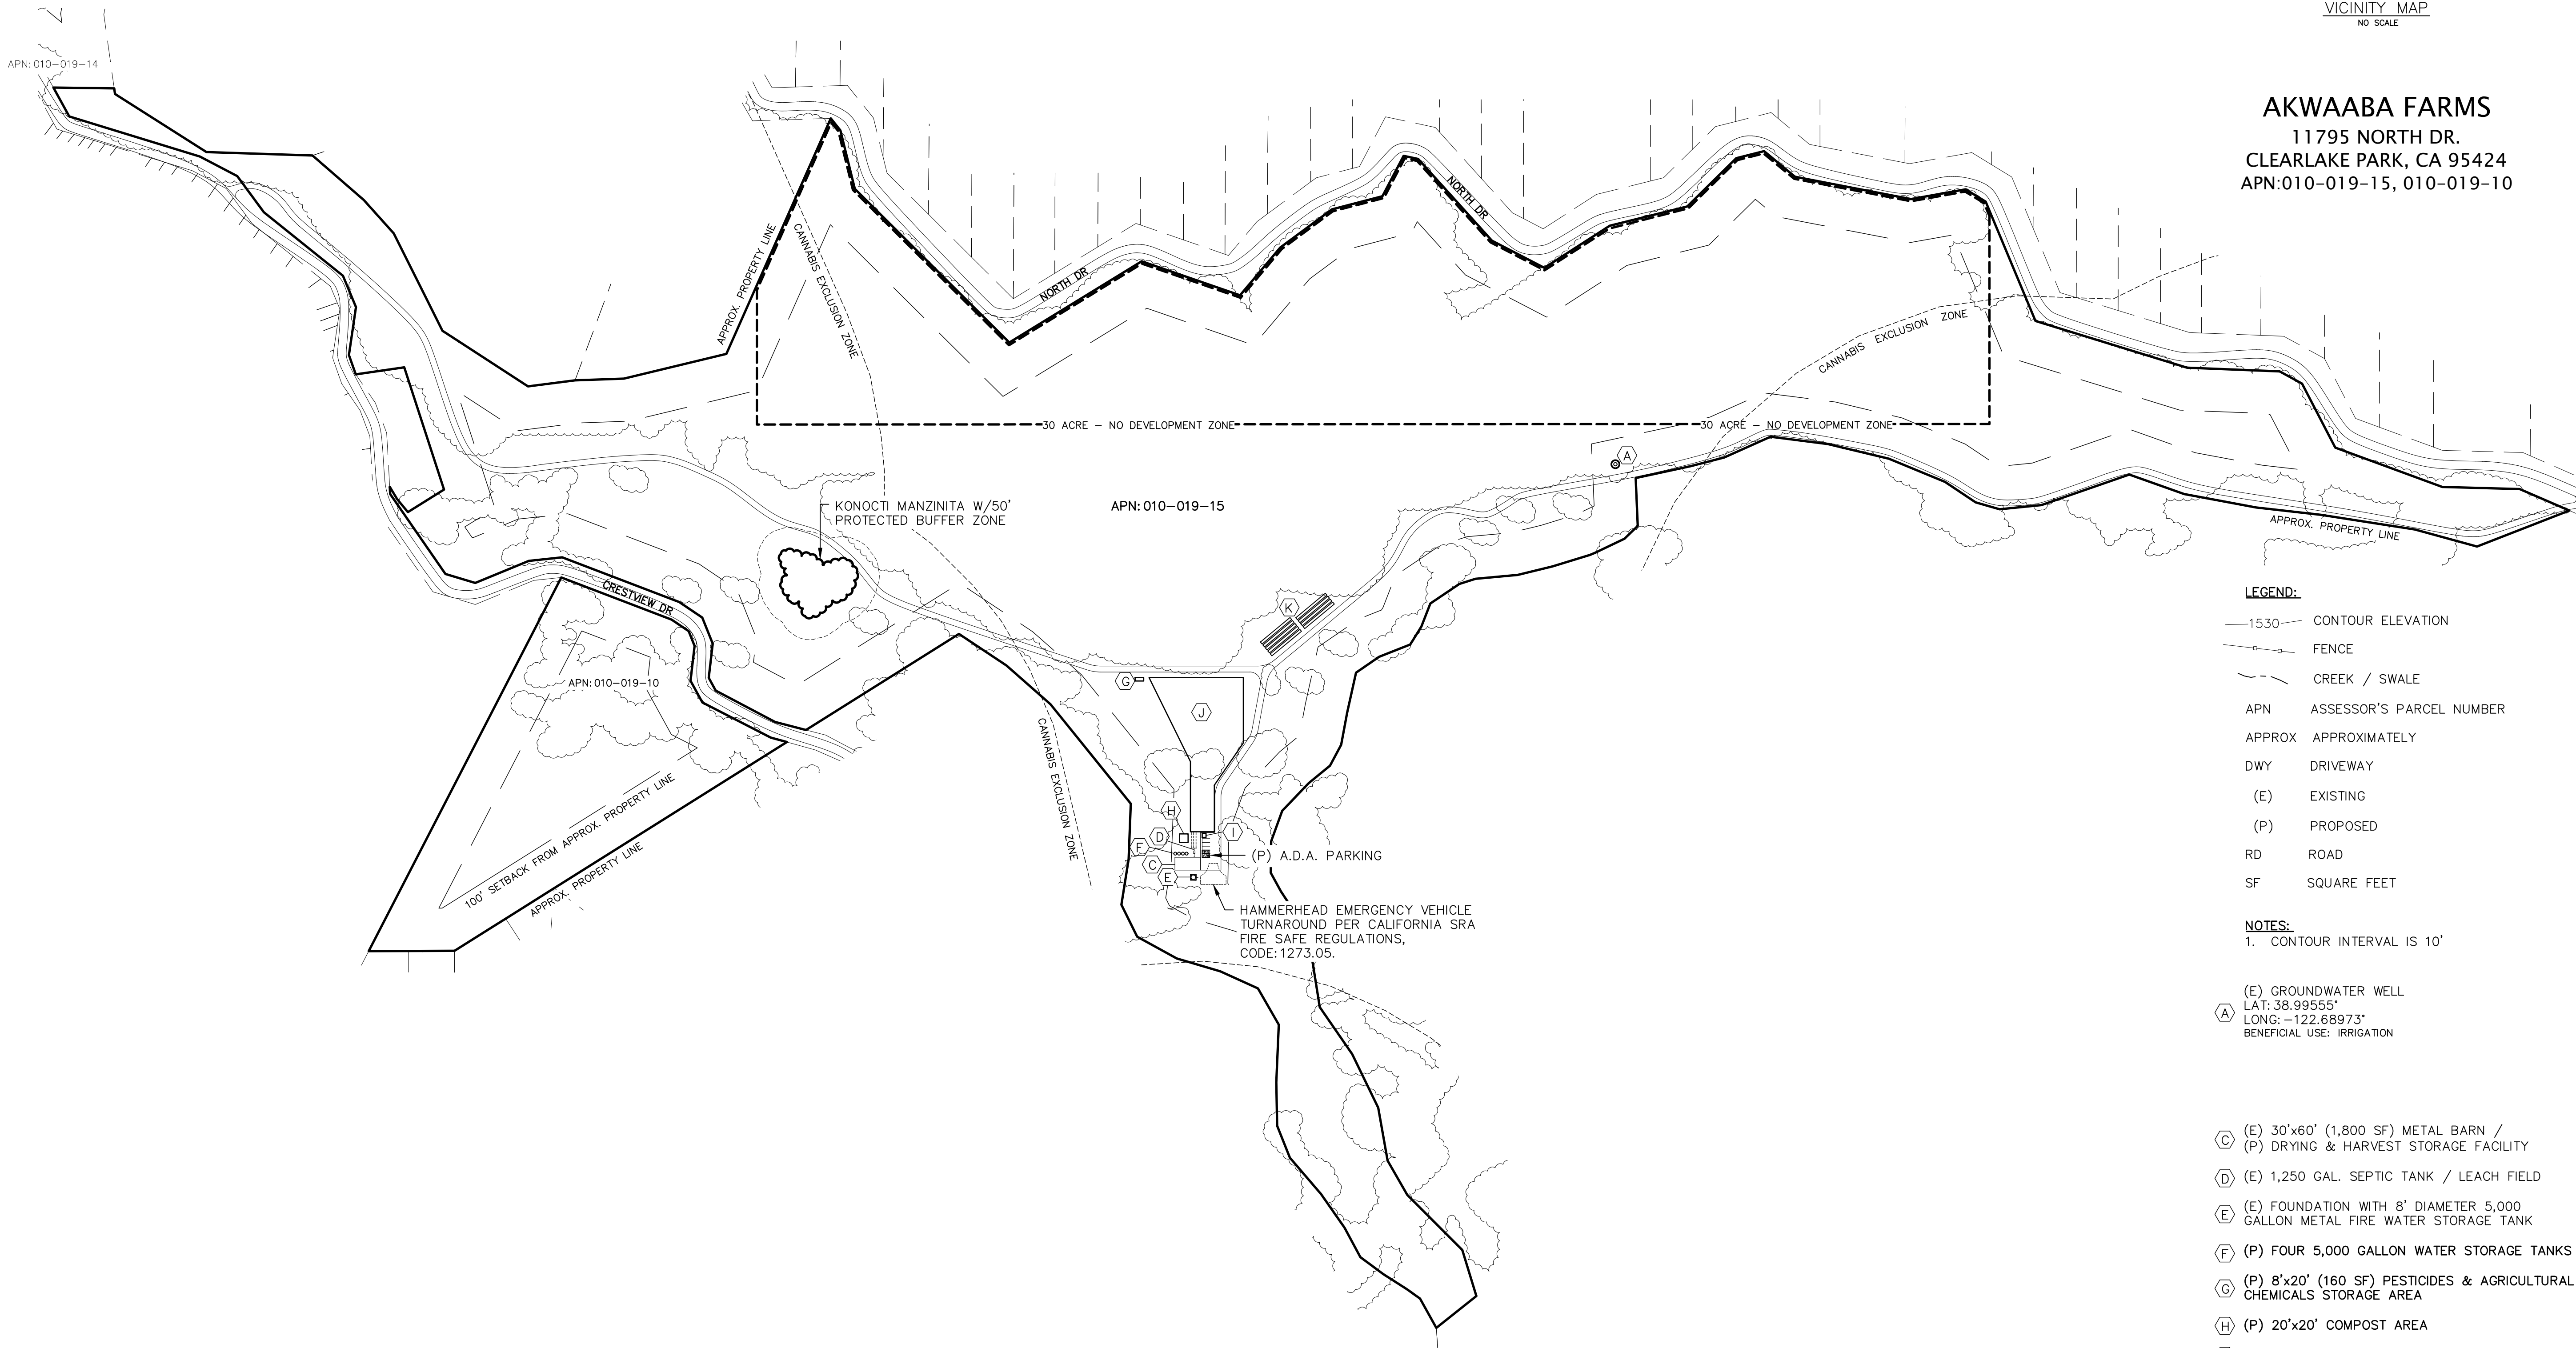 VICINITY MAP
NO SCALE
AKWAABA FARMS
11795 NORTH DR.
CLEARLAKE PARK, CA 95424
APN:010-019-15, 010-019-10
APN:010-019-14
APPROX. PROPERTY LINE
CANNABIS EXCLUSION ZONE
NORTH DR
NORTH DR
CANNABIS EXCLUSION ZONE
30 ACRE – NO DEVELOPMENT ZONE
30 ACRE – NO DEVELOPMENT ZONE
A
KONOCTI MANZINITA W/50'
PROTECTED BUFFER ZONE
APN:010-019-15
APPROX. PROPERTY LINE
CRESTVIEW DR
K
APN:010-019-10
G
J
CANNABIS EXCLUSION ZONE
100' SETBACK FROM APPROX. PROPERTY LINE
APPROX. PROPERTY LINE
H
D
I
F
C
E
(P) A.D.A. PARKING
HAMMERHEAD EMERGENCY VEHICLE
TURNAROUND PER CALIFORNIA SRA
FIRE SAFE REGULATIONS,
CODE:1273.05.
LEGEND:
1530 CONTOUR ELEVATION
FENCE
CREEK / SWALE
APN ASSESSOR'S PARCEL NUMBER
APPROX APPROXIMATELY
DWY DRIVEWAY
(E) EXISTING
(P) PROPOSED
RD ROAD
SF SQUARE FEET
NOTES:
1. CONTOUR INTERVAL IS 10'
A (E) GROUNDWATER WELL
LAT: 38.99555°
LONG: -122.68973°
BENEFICIAL USE: IRRIGATION
C (E) 30'x60' (1,800 SF) METAL BARN /
(P) DRYING & HARVEST STORAGE FACILITY
D (E) 1,250 GAL. SEPTIC TANK / LEACH FIELD
E (E) FOUNDATION WITH 8' DIAMETER 5,000
GALLON METAL FIRE WATER STORAGE TANK
F (P) FOUR 5,000 GALLON WATER STORAGE TANKS
G (P) 8'x20' (160 SF) PESTICIDES & AGRICULTURAL
CHEMICALS STORAGE AREA
H (P) 20'x20' COMPOST AREA